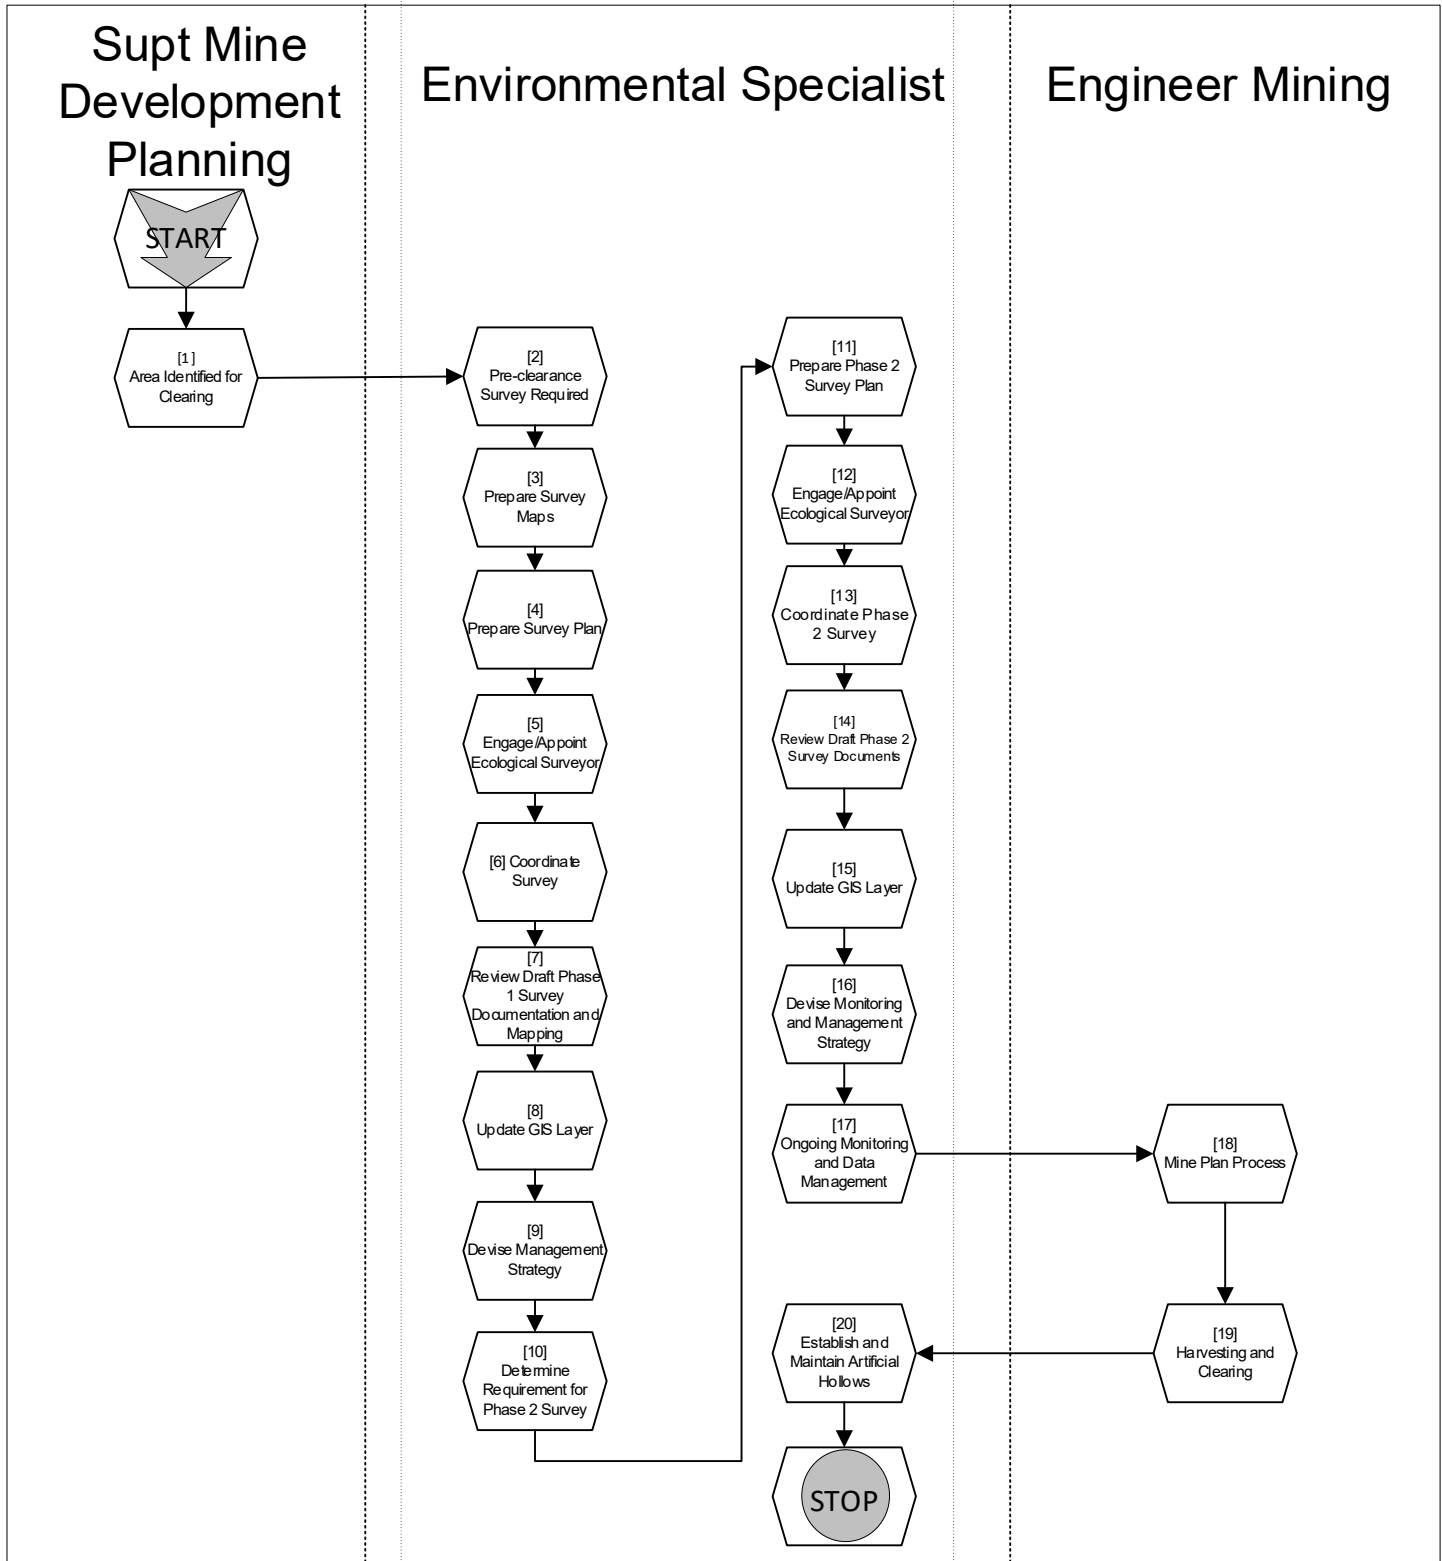 Supt Mine
Development
Planning
Environmental Specialist
Engineer Mining
START
[1]
Area Identified for
Clearing
[2]
Pre-clearance
Survey Required
[3]
Prepare Survey
Maps
[4]
Prepare Survey Plan
[5]
Engage/Appoint
Ecological Surveyor
[6] Coordinate
Survey
[7]
Review Draft Phase
1 Survey
Documentation and
Mapping
[8]
Update GIS Layer
[9]
Devise Management
Strategy
[10]
Determine
Requirement for
Phase 2 Survey
[11]
Prepare Phase 2
Survey Plan
[12]
Engage/Appoint
Ecological Surveyor
[13]
Coordinate Phase
2 Survey
[14]
Review Draft Phase 2
Survey Documents
[15]
Update GIS Layer
[16]
Devise Monitoring
and Management
Strategy
[17]
Ongoing Monitoring
and Data
Management
[18]
Mine Plan Process
[19]
Harvesting and
Clearing
[20]
Establish and
Maintain Artificial
Hollows
STOP